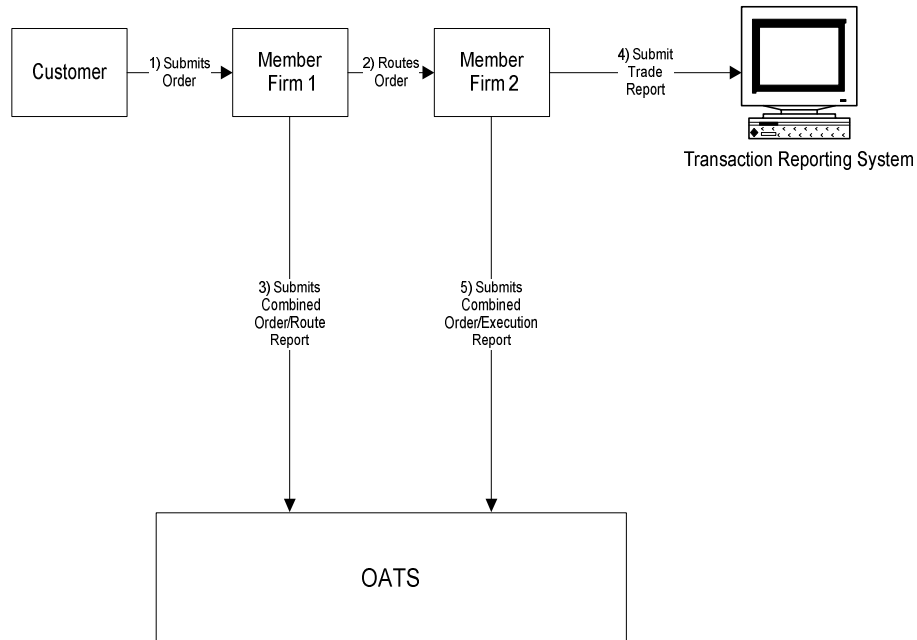 Customer
1) Submits
Order
Member
Firm 1
2) Routes
Order
Member
Firm 2
4) Submit
Trade
Report
Transaction Reporting System
3) Submits
Combined
Order/Route
Report
5) Submits
Combined
Order/Execution
Report
OATS